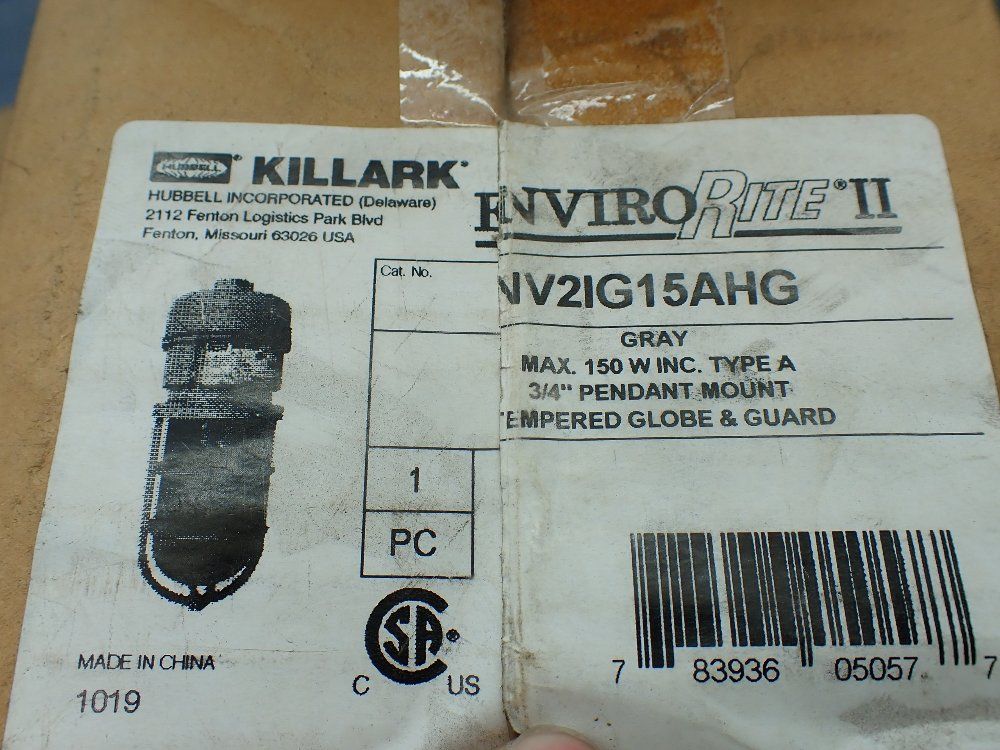 HUBBELL® KILLARK®
HUBBELL INCORPORATED (Delaware)
2112 Fenton Logistics Park Blvd
Fenton, Missouri 63026 USA
ENVIRORITE® II
Cat. No.
NV2IG15AHG
GRAY
MAX. 150 W INC. TYPE A
3/4" PENDANT MOUNT
TEMPERED GLOBE & GUARD
1
PC
CSA®
C US
MADE IN CHINA
1019
7 83936 05057 7